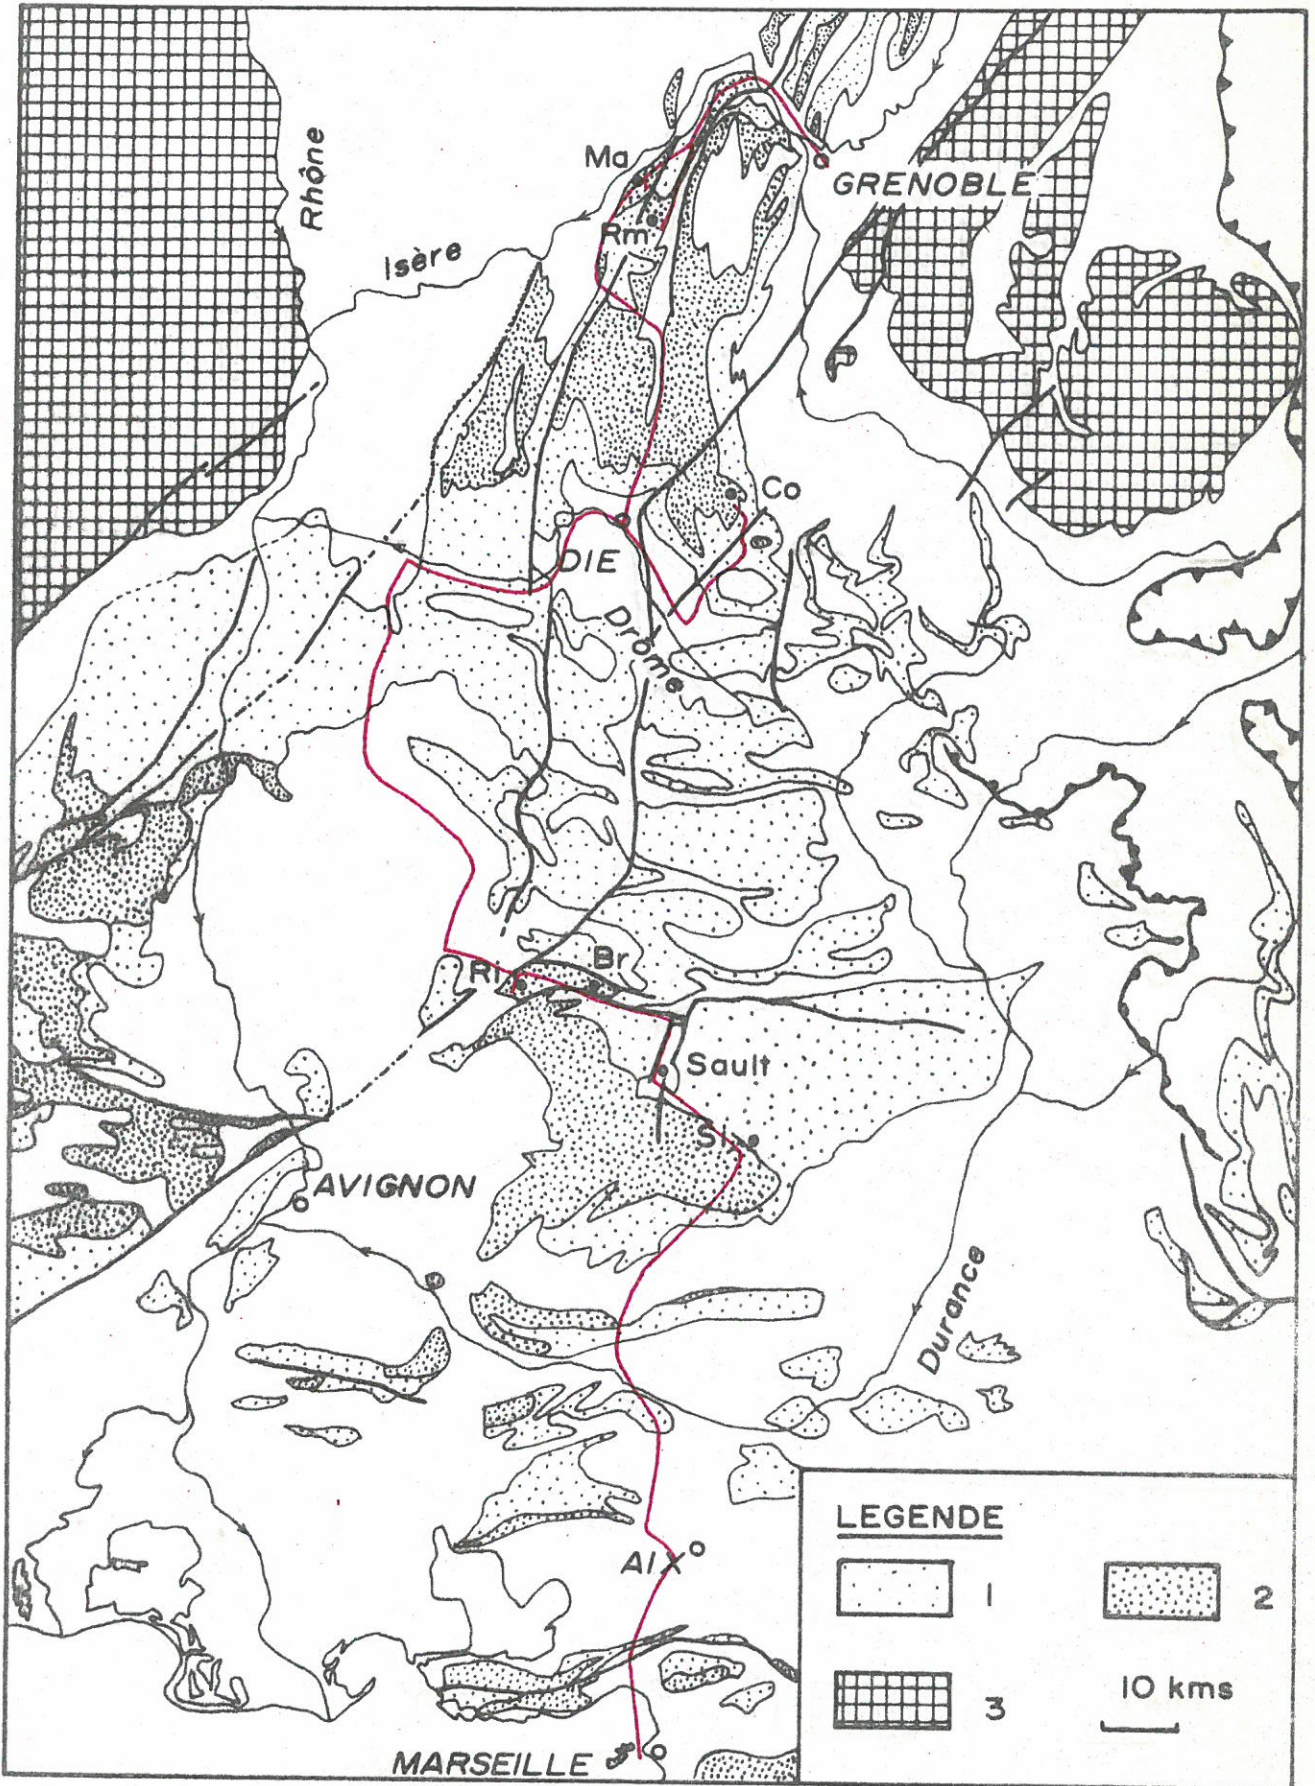 Rhône
Ma
GRENOBLE
Rm
Isère
Co
DIE
Drôme
Ri
Br
Sault
S
AVIGNON
Durance
AIX
MARSEILLE
LEGENDE
1
2
3
10 kms